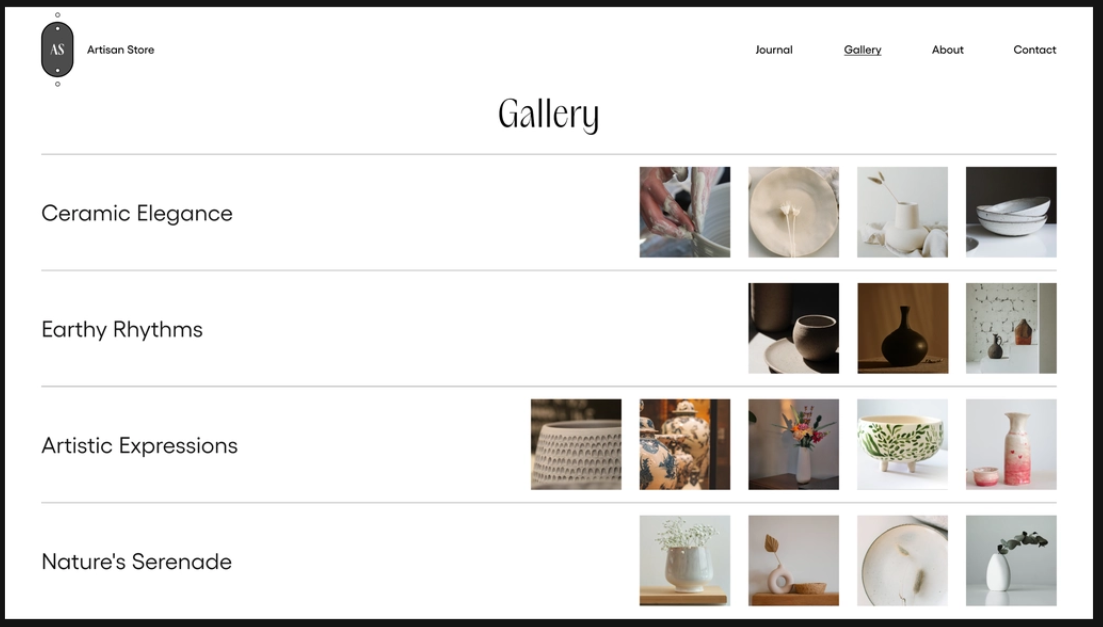 AS
Artisan Store
Journal
Gallery
About
Contact
Gallery
Ceramic Elegance
Earthy Rhythms
Artistic Expressions
Nature's Serenade